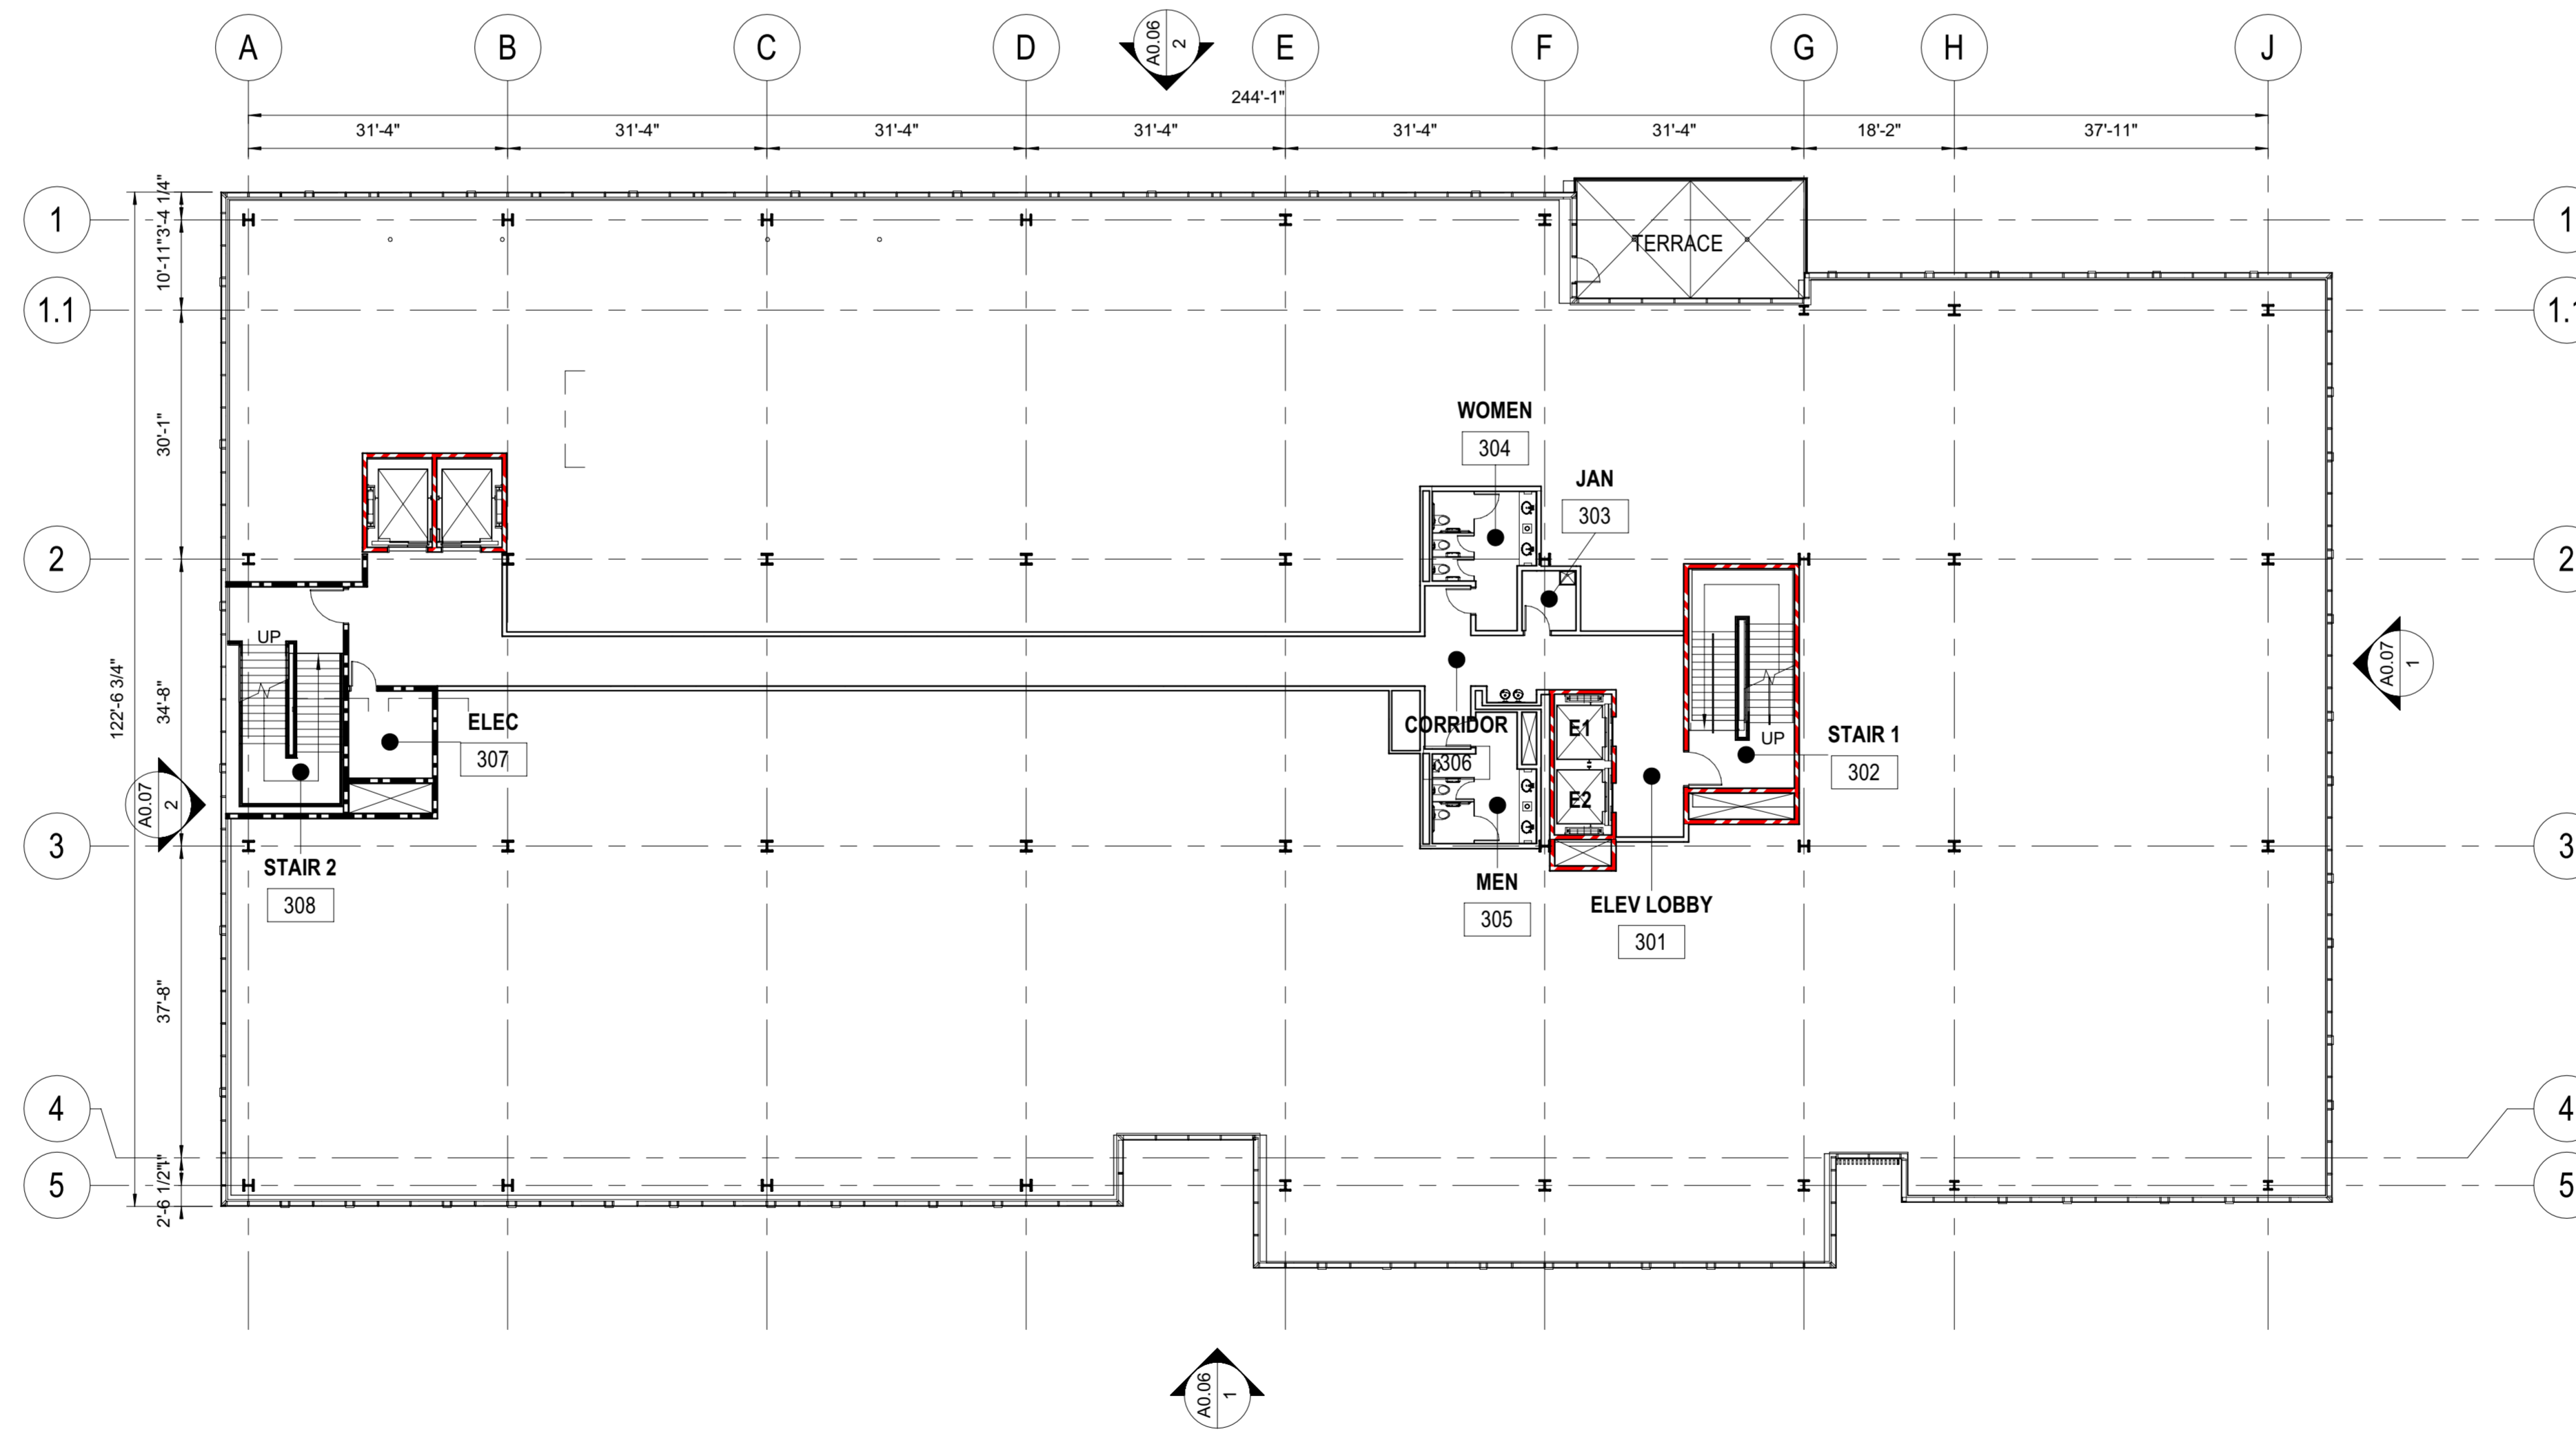 A B C D E F G H J
A0.06 2
244'-1"
31'-4" 31'-4" 31'-4" 31'-4" 31'-4" 31'-4" 18'-2" 37'-11"
3'-4 1/4"
1 1
10'-11"
TERRACE
1.1
30'-1"
WOMEN
304
JAN
303
2 2
UP
122'-6 3/4"
34'-8"
A0.07 1
ELEC
307
CORRIDOR
306
E1
E2
UP
STAIR 1
302
A0.07 2
3 3
STAIR 2
308
MEN
305
ELEV LOBBY
301
37'-8"
4 4
5 5
2'-6 1/2"
A0.06 1